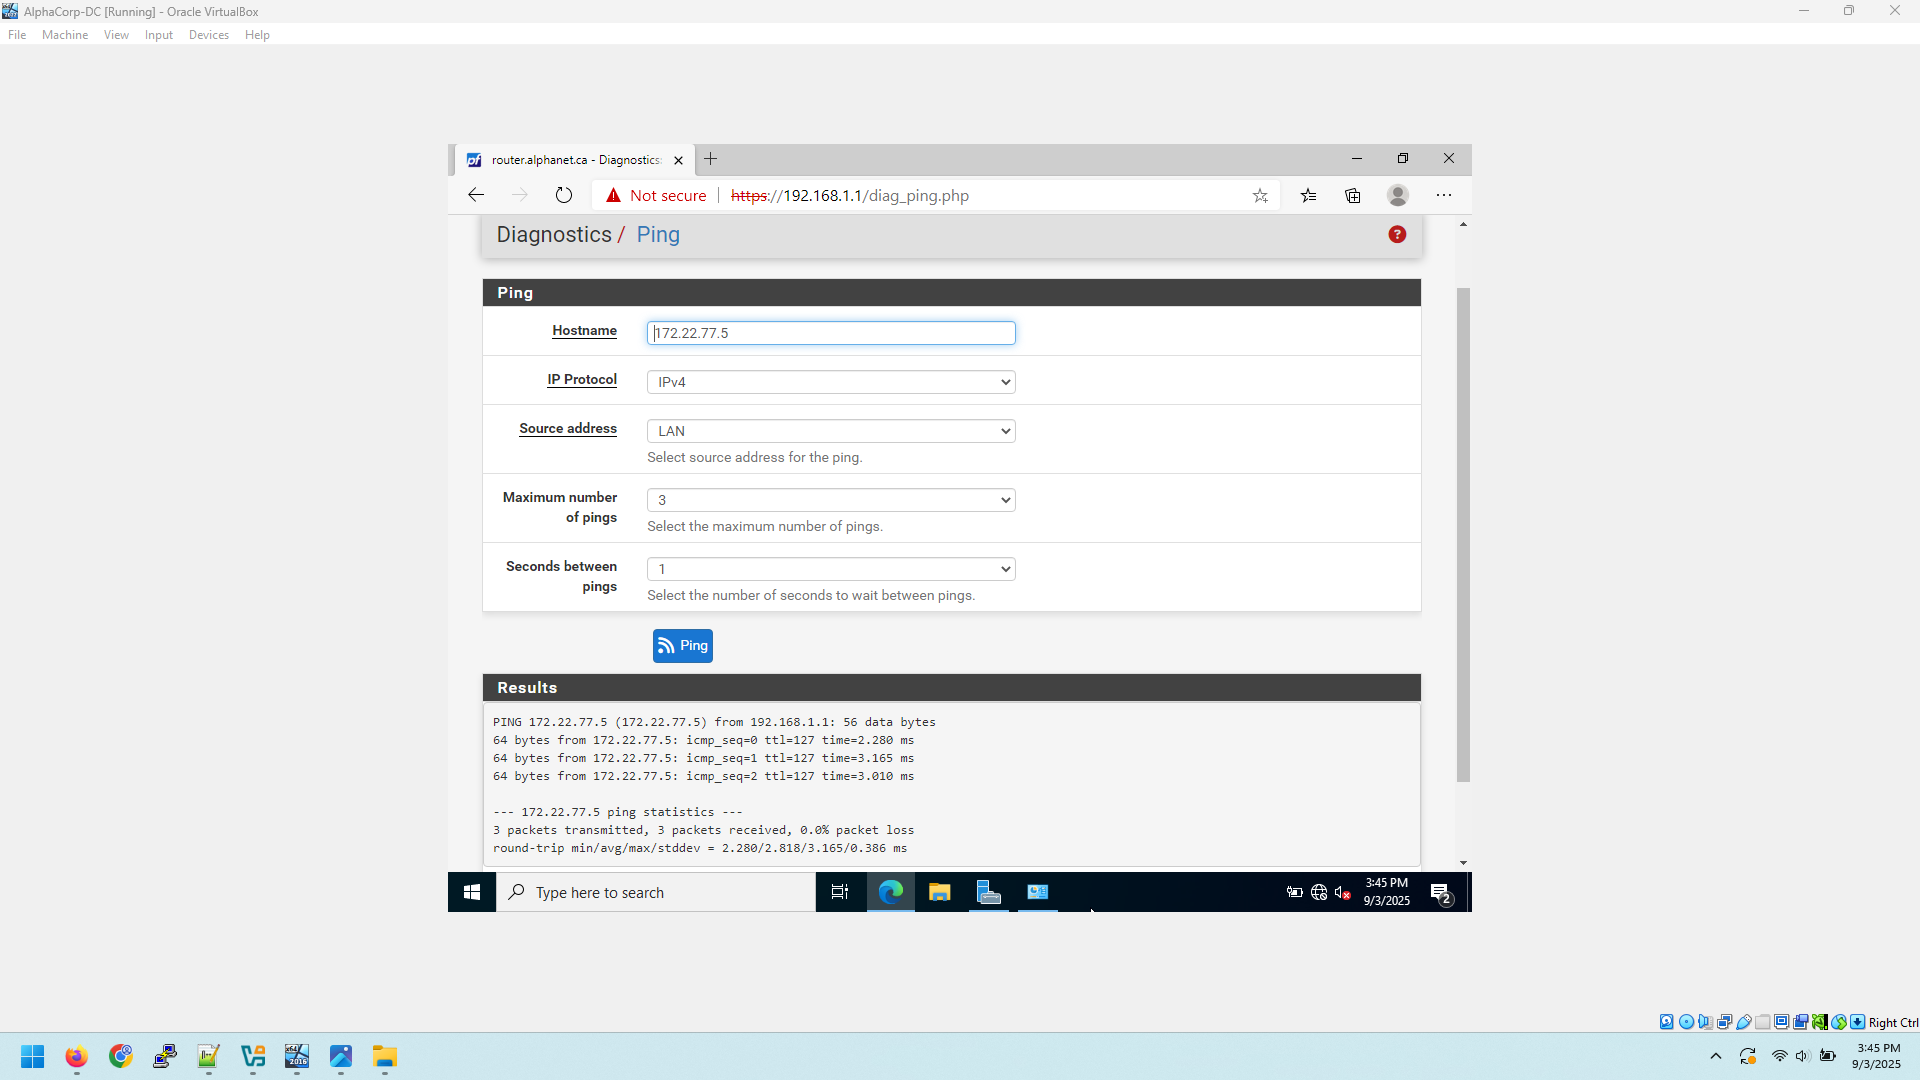 AlphaCorp-DC [Running] - Oracle VirtualBox
File Machine View Input Devices Help
router.alphanet.ca - Diagnostics:
Not secure https://192.168.1.1/diag_ping.php
Diagnostics / Ping
Ping
Hostname 172.22.77.5
IP Protocol IPv4
Source address LAN
Select source address for the ping.
Maximum number of pings 3
Select the maximum number of pings.
Seconds between pings 1
Select the number of seconds to wait between pings.
Ping
Results
PING 172.22.77.5 (172.22.77.5) from 192.168.1.1: 56 data bytes
64 bytes from 172.22.77.5: icmp_seq=0 ttl=127 time=2.280 ms
64 bytes from 172.22.77.5: icmp_seq=1 ttl=127 time=3.165 ms
64 bytes from 172.22.77.5: icmp_seq=2 ttl=127 time=3.010 ms
--- 172.22.77.5 ping statistics ---
3 packets transmitted, 3 packets received, 0.0% packet loss
round-trip min/avg/max/stddev = 2.280/2.818/3.165/0.386 ms
Type here to search
3:45 PM
9/3/2025
2
Right Ctrl
3:45 PM
9/3/2025